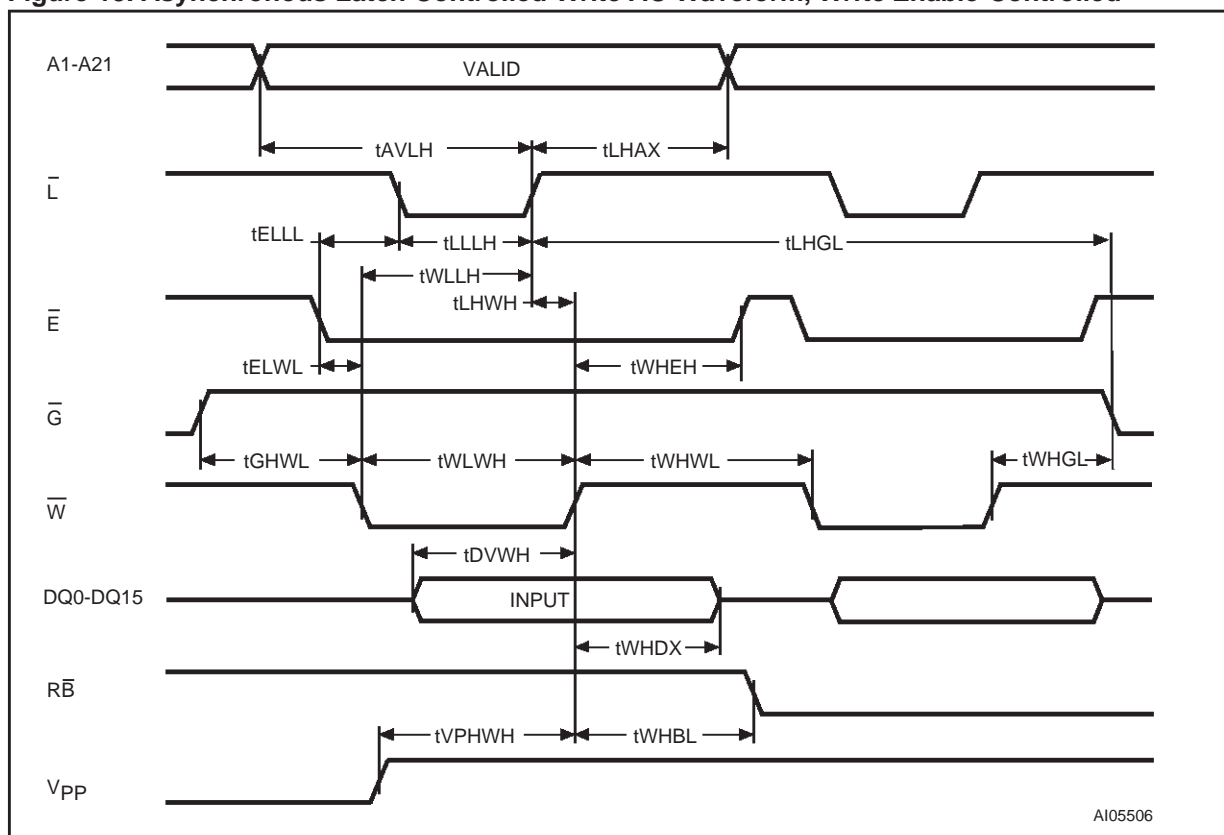 A1-A21
VALID
tAVLH
tLHAX
L̅
tELLL
tLLLH
tLHGL
tWLLH
tLHWH
E̅
tELWL
tWHEH
G̅
tGHWL
tWLWH
tWHWL
tWHGL
W̅
tDVWH
DQ0-DQ15
INPUT
tWHDX
RB̅
tVPHWH
tWHBL
VPP
AI05506